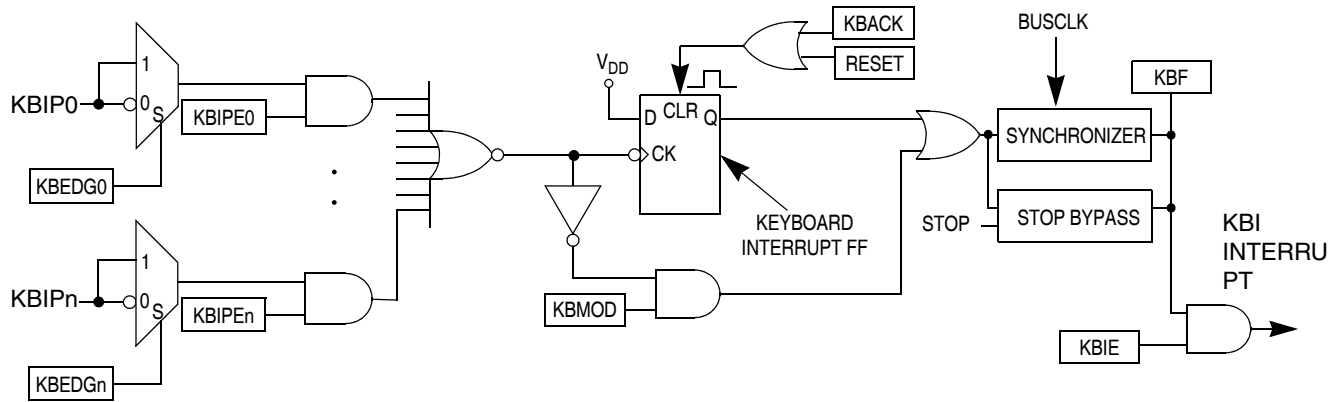 KBIP0
1
0
S
KBIPE0
KBEDG0
KBIPn
1
0
S
KBIPEn
KBEDGn
V_DD
KBACK
RESET
D
CLR
Q
CK
KEYBOARD
INTERRUPT FF
KBMOD
BUSCLK
SYNCHRONIZER
KBF
STOP
STOP BYPASS
KBI
INTERRU
PT
KBIE